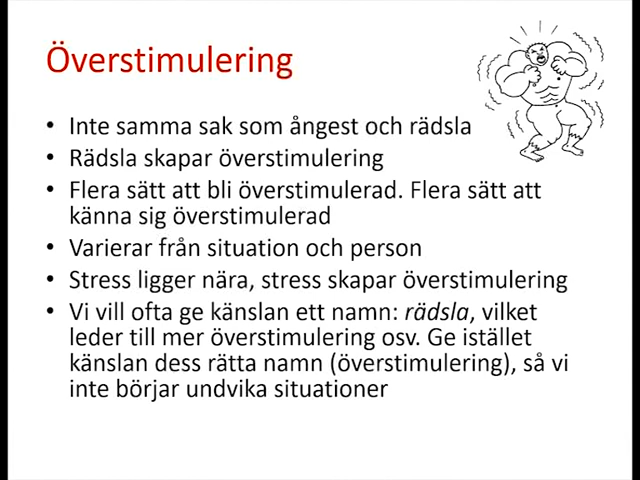 Överstimulering
• Inte samma sak som ångest och rädsla
• Rädsla skapar överstimulering
• Flera sätt att bli överstimulerad. Flera sätt att
känna sig överstimulerad
• Varierar från situation och person
• Stress ligger nära, stress skapar överstimulering
• Vi vill ofta ge känslan ett namn: rädsla, vilket
leder till mer överstimulering osv. Ge istället
känslan dess rätta namn (överstimulering), så vi
inte börjar undvika situationer